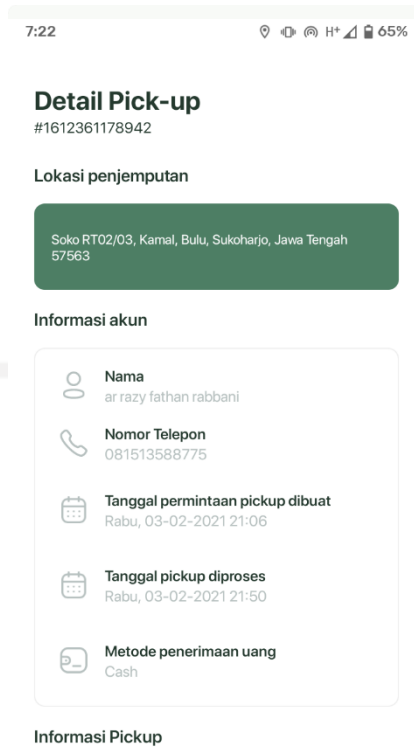 7:22 H+ 65%
Detail Pick-up
#1612361178942
Lokasi penjemputan
Soko RT02/03, Kamal, Bulu, Sukoharjo, Jawa Tengah
57563
Informasi akun
Nama
ar razy fathan rabbani
Nomor Telepon
081513588775
Tanggal permintaan pickup dibuat
Rabu, 03-02-2021 21:06
Tanggal pickup diproses
Rabu, 03-02-2021 21:50
Metode penerimaan uang
Cash
Informasi Pickup